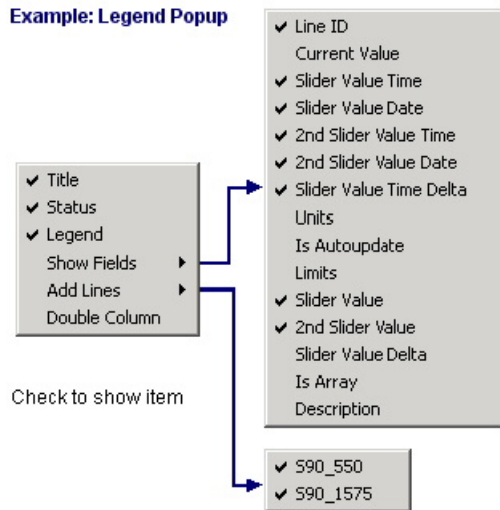 Example: Legend Popup
Title
Status
Legend
Show Fields
Add Lines
Double Column
Check to show item
Line ID
Current Value
Slider Value Time
Slider Value Date
2nd Slider Value Time
2nd Slider Value Date
Slider Value Time Delta
Units
Is Autoupdate
Limits
Slider Value
2nd Slider Value
Slider Value Delta
Is Array
Description
S90_550
S90_1575